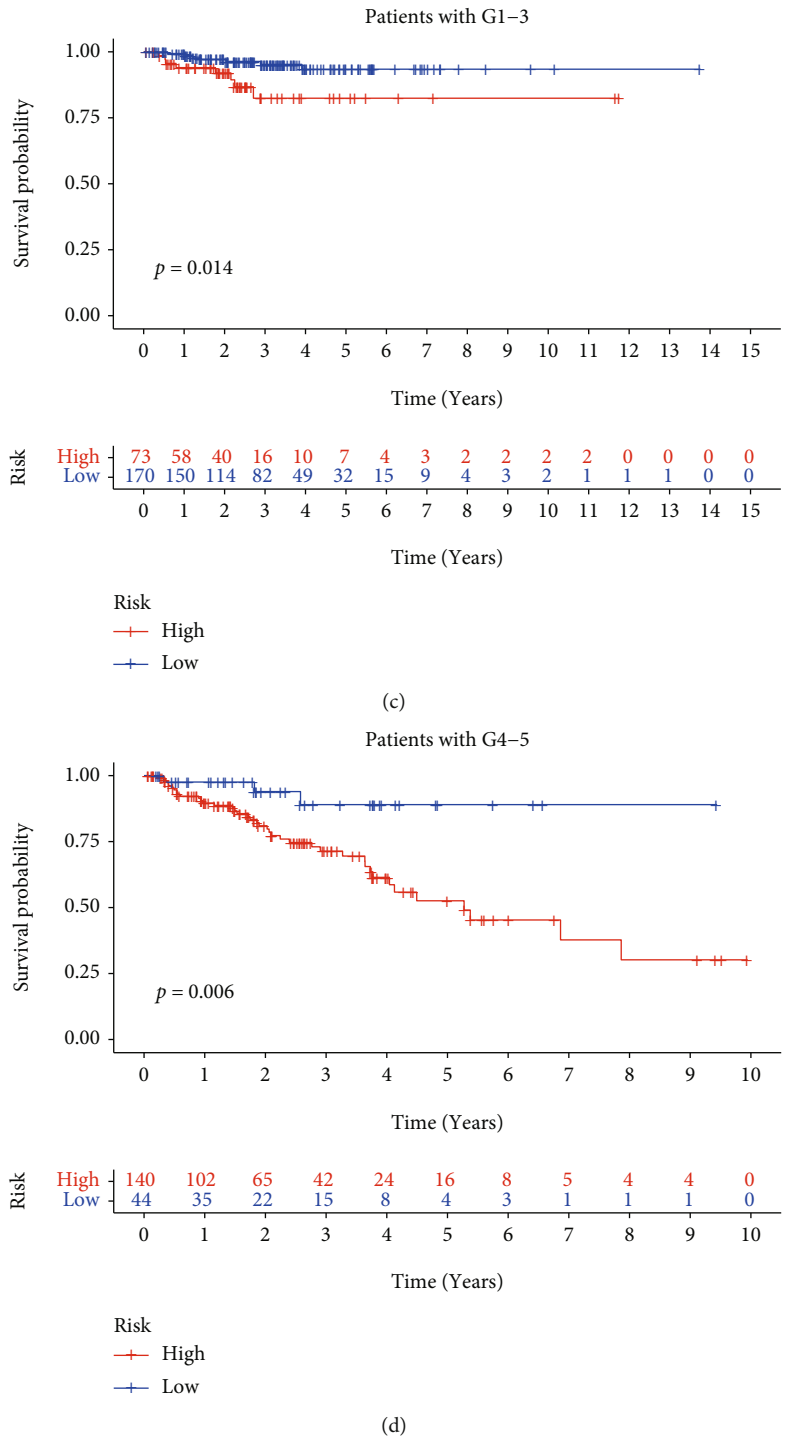 Patients with G1−3
1.00
0.75
0.50
0.25
0.00
Survival probability
p = 0.014
0 1 2 3 4 5 6 7 8 9 10 11 12 13 14 15
Time (Years)
Risk
High 73 58 40 16 10 7 4 3 2 2 2 2 0 0 0 0
Low 170 150 114 82 49 32 15 9 4 3 2 1 1 1 0 0
0 1 2 3 4 5 6 7 8 9 10 11 12 13 14 15
Time (Years)
Risk
High
Low
(c)
Patients with G4−5
1.00
0.75
0.50
0.25
0.00
Survival probability
p = 0.006
0 1 2 3 4 5 6 7 8 9 10
Time (Years)
Risk
High 140 102 65 42 24 16 8 5 4 4 0
Low 44 35 22 15 8 4 3 1 1 1 0
0 1 2 3 4 5 6 7 8 9 10
Time (Years)
Risk
High
Low
(d)